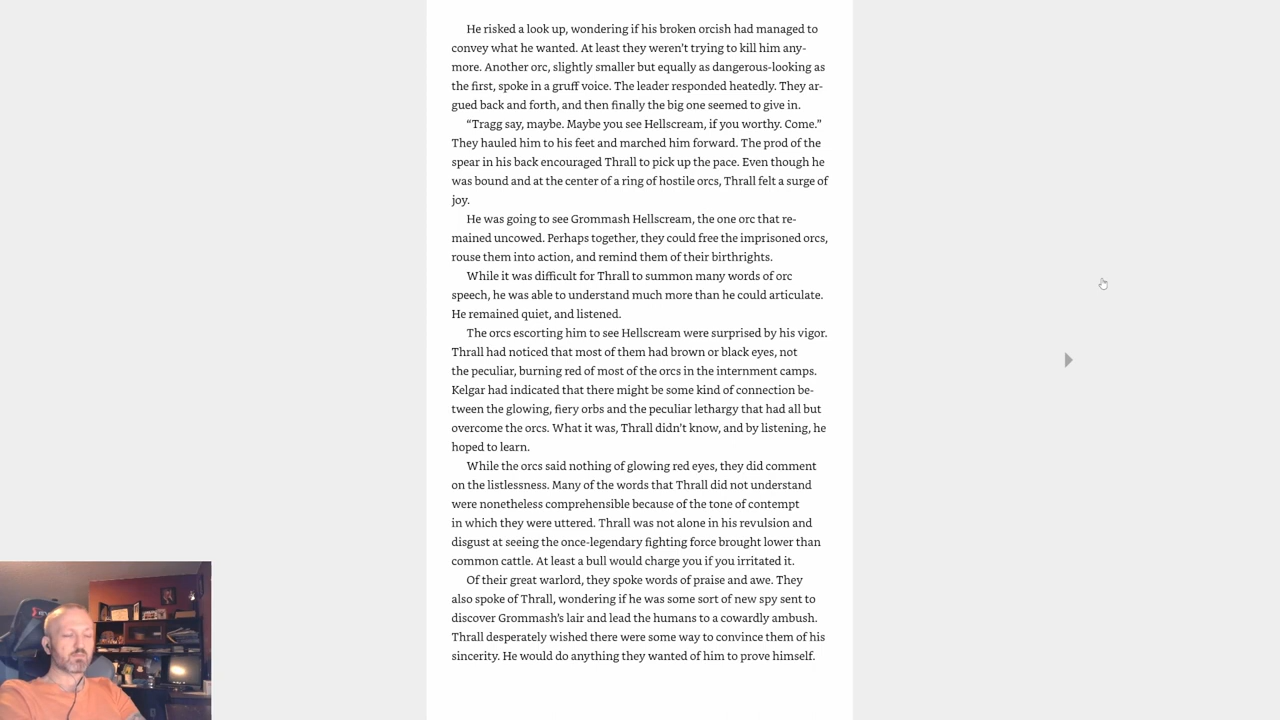 He risked a look up, wondering if his broken orcish had managed to
convey what he wanted. At least they weren't trying to kill him any-
more. Another orc, slightly smaller but equally as dangerous-looking as
the first, spoke in a gruff voice. The leader responded heatedly. They ar-
gued back and forth, and then finally the big one seemed to give in.
“Tragg say, maybe. Maybe you see Hellscream, if you worthy. Come.”
They hauled him to his feet and marched him forward. The prod of the
spear in his back encouraged Thrall to pick up the pace. Even though he
was bound and at the center of a ring of hostile orcs, Thrall felt a surge of
joy.
He was going to see Grommash Hellscream, the one orc that re-
mained uncowed. Perhaps together, they could free the imprisoned orcs,
rouse them into action, and remind them of their birthrights.
While it was difficult for Thrall to summon many words of orc
speech, he was able to understand much more than he could articulate.
He remained quiet, and listened.
The orcs escorting him to see Hellscream were surprised by his vigor.
Thrall had noticed that most of them had brown or black eyes, not
the peculiar, burning red of most of the orcs in the internment camps.
Kelgar had indicated that there might be some kind of connection be-
tween the glowing, fiery orbs and the peculiar lethargy that had all but
overcome the orcs. What it was, Thrall didn't know, and by listening, he
hoped to learn.
While the orcs said nothing of glowing red eyes, they did comment
on the listlessness. Many of the words that Thrall did not understand
were nonetheless comprehensible because of the tone of contempt
in which they were uttered. Thrall was not alone in his revulsion and
disgust at seeing the once-legendary fighting force brought lower than
common cattle. At least a bull would charge you if you irritated it.
Of their great warlord, they spoke words of praise and awe. They
also spoke of Thrall, wondering if he was some sort of new spy sent to
discover Grommash's lair and lead the humans to a cowardly ambush.
Thrall desperately wished there were some way to convince them of his
sincerity. He would do anything they wanted of him to prove himself.